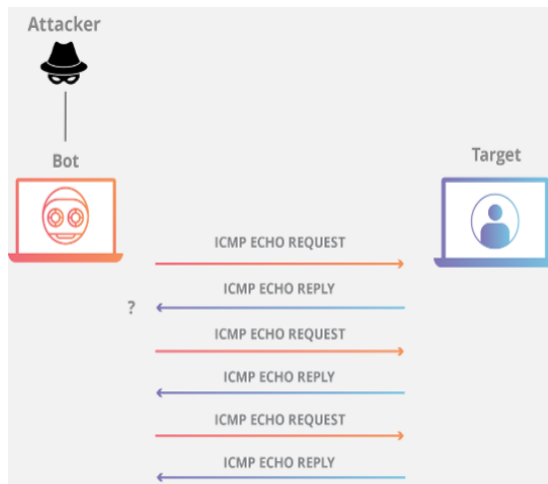 Attacker
Bot
Target
ICMP ECHO REQUEST
ICMP ECHO REPLY
?
ICMP ECHO REQUEST
ICMP ECHO REPLY
ICMP ECHO REQUEST
ICMP ECHO REPLY